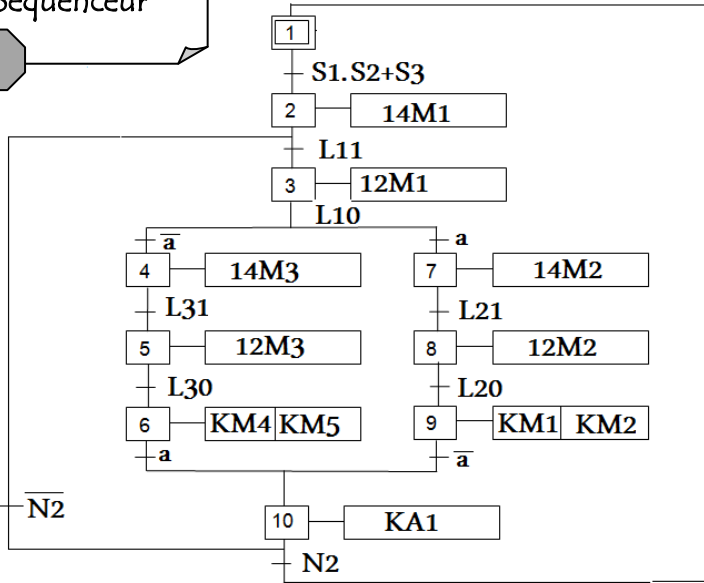 Séquenceur
1
S1.S2+S3
2 14M1
L11
3 12M1
L10
a̅ a
4 14M3 7 14M2
L31 L21
5 12M3 8 12M2
L30 L20
6 KM4 KM5 9 KM1 KM2
a a̅
N̅2̅ 10 KA1
N2